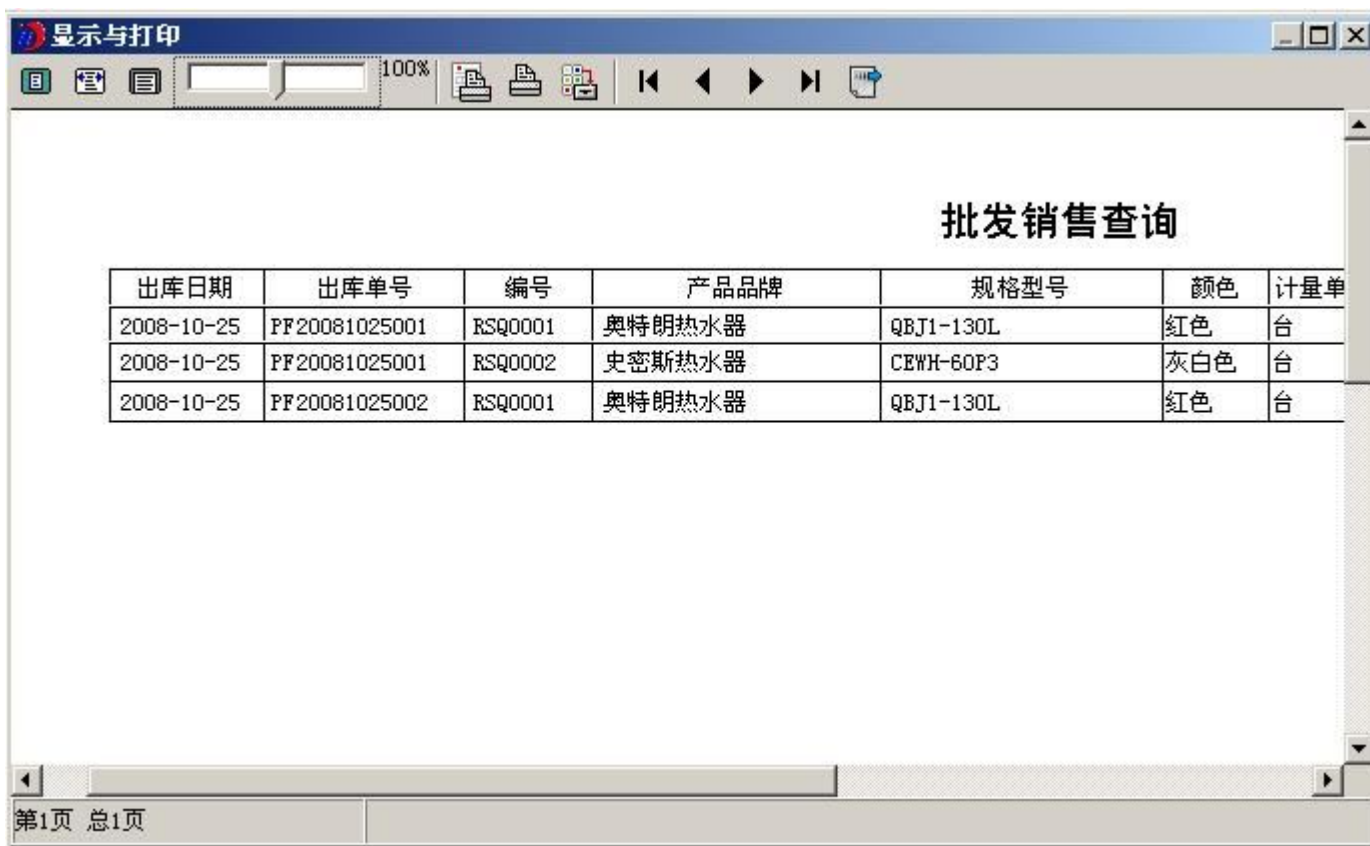 显示与打印
100%
批发销售查询
出库日期 出库单号 编号 产品品牌 规格型号 颜色 计量单
2008-10-25 PF20081025001 RSQ0001 奥特朗热水器 QBJ1-130L 红色 台
2008-10-25 PF20081025001 RSQ0002 史密斯热水器 CEWH-60P3 灰白色 台
2008-10-25 PF20081025002 RSQ0001 奥特朗热水器 QBJ1-130L 红色 台
第1页 总1页